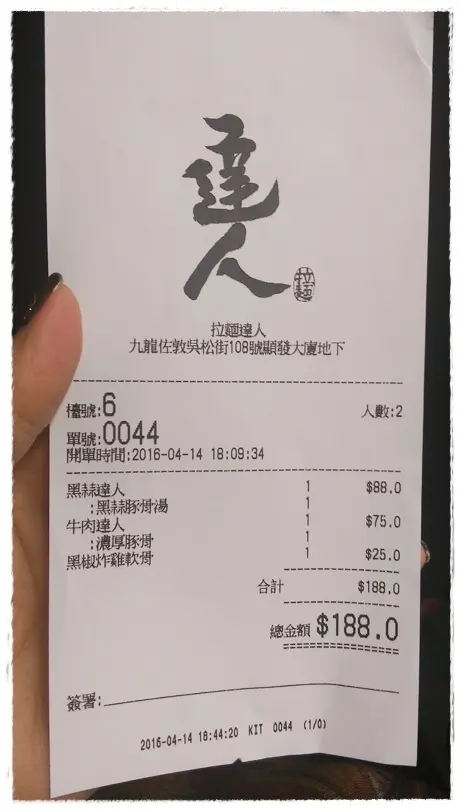 達人
拉麵
拉麵達人
九龍佐敦吳松街108號顯發大廈地下
檯號:6 人數:2
單號:0044
開單時間:2016-04-14 18:09:34
黑蒜達人 1 $88.0
:黑蒜豚骨湯 1
牛肉達人 1 $75.0
:濃厚豚骨 1
黑椒炸雞軟骨 1 $25.0
合計 $188.0
總金額 $188.0
簽署:
2016-04-14 18:44:20 KIT 0044 (1/0)